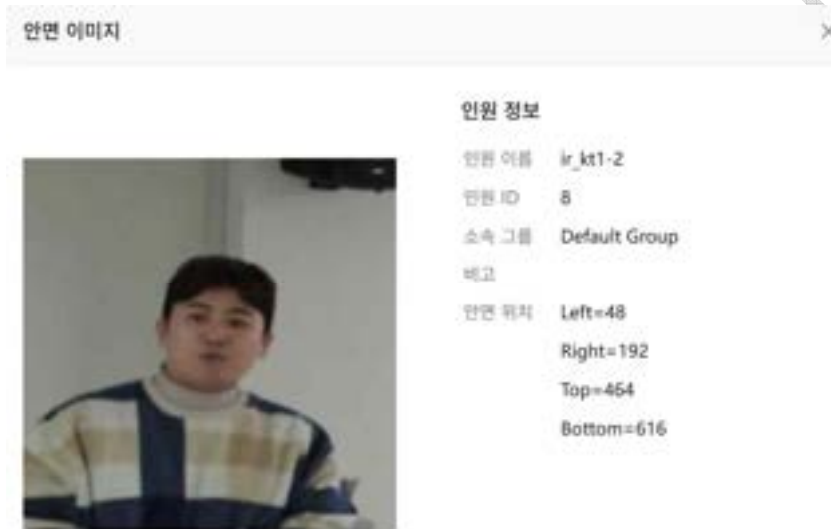 안면 이미지
인원 정보
인원 이름 ir_kt1-2
인원 ID 8
소속 그룹 Default Group
비고
안면 위치 Left=48
Right=192
Top=464
Bottom=616